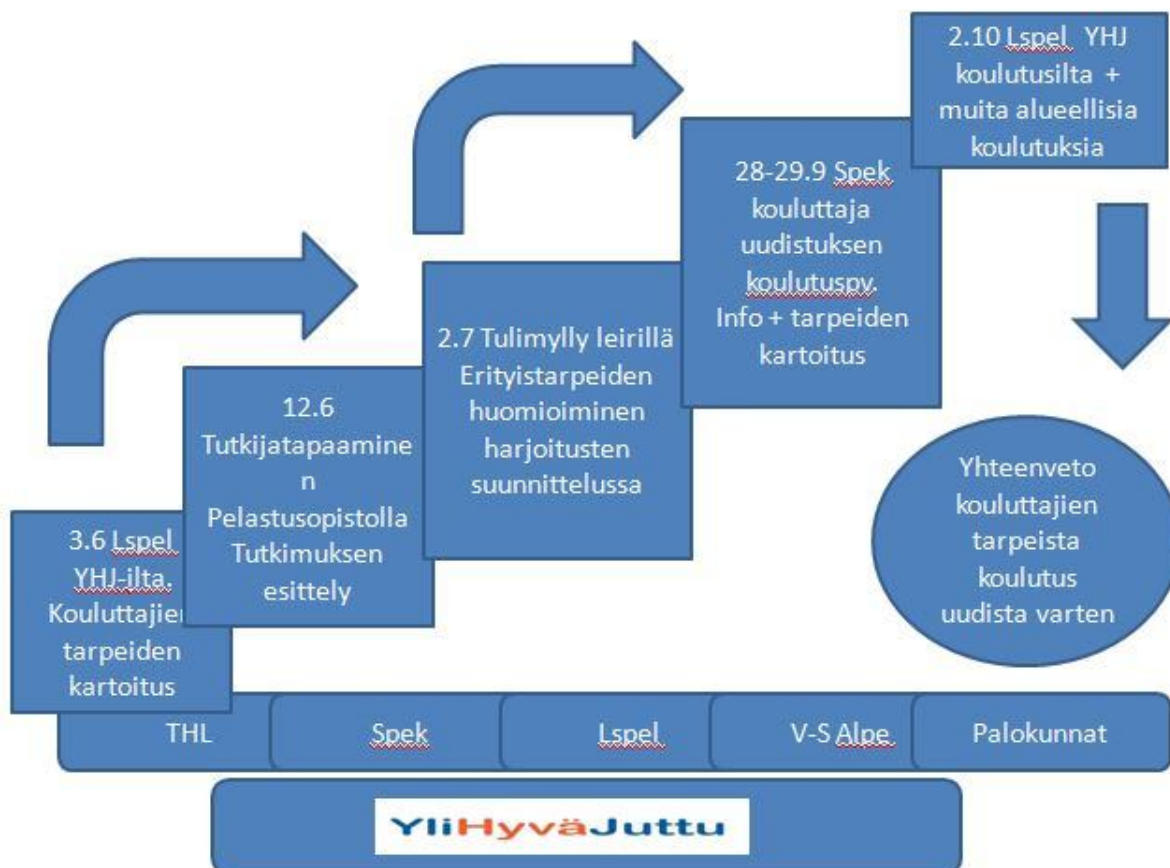 3.6 Lspel
YHJ-ilta.
Kouluttajien
tarpeiden
kartoitus
12.6
Tutkijatapaamine
n
Pelastusopistolla
Tutkimuksen
esittely
2.7 Tulimylly leirillä
Erityistarpeiden
huomioiminen
harjoitusten
suunnittelussa
28-29.9 Spek
kouluttaja
uudistuksen
koulutuspv.
Info + tarpeiden
kartoitus
2.10 Lspel YHJ
koulutusilta +
muita alueellisia
koulutuksia
Yhteenveto
kouluttajien
tarpeista
koulutus
uudista varten
THL
Spek
Lspel
V-S Alpe
Palokunnat
YliHyväJuttu